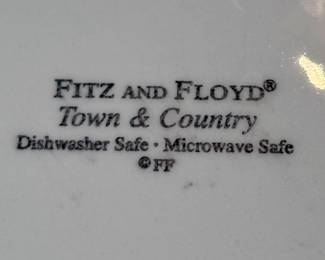 FITZ AND FLOYD®
Town & Country
Dishwasher Safe · Microwave Safe
©FF